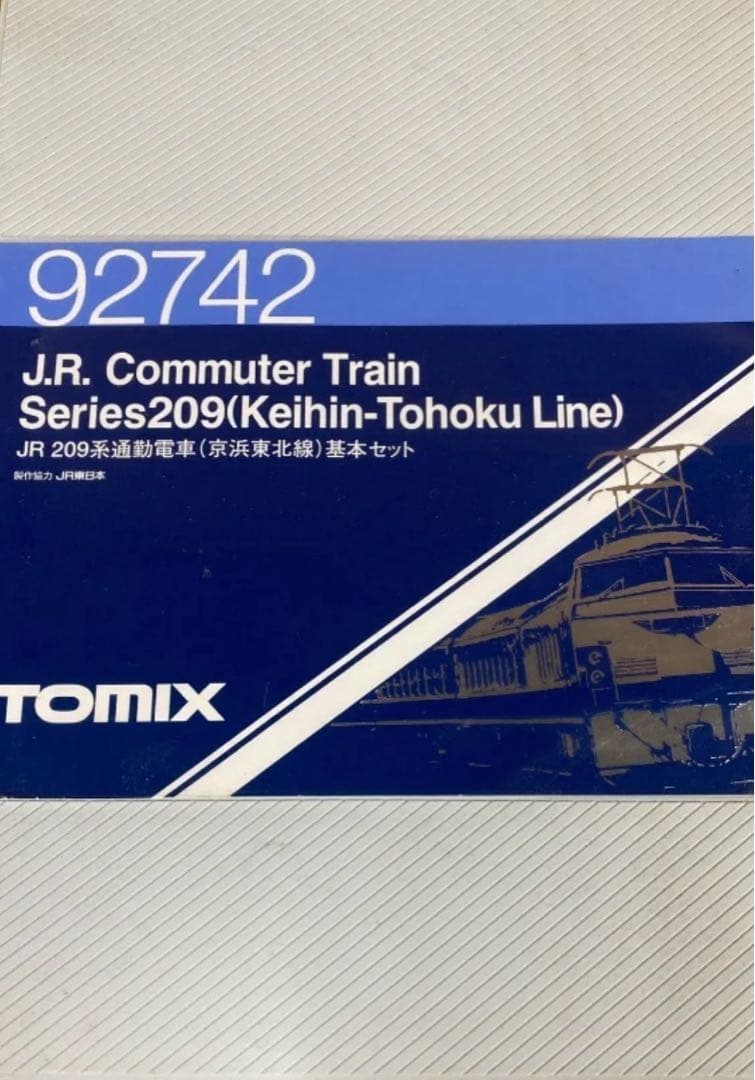 92742
J.R. Commuter Train
Series209(Keihin-Tohoku Line)
JR 209系通勤電車(京浜東北線)基本セット
製作協力 JR東日本
TOMIX